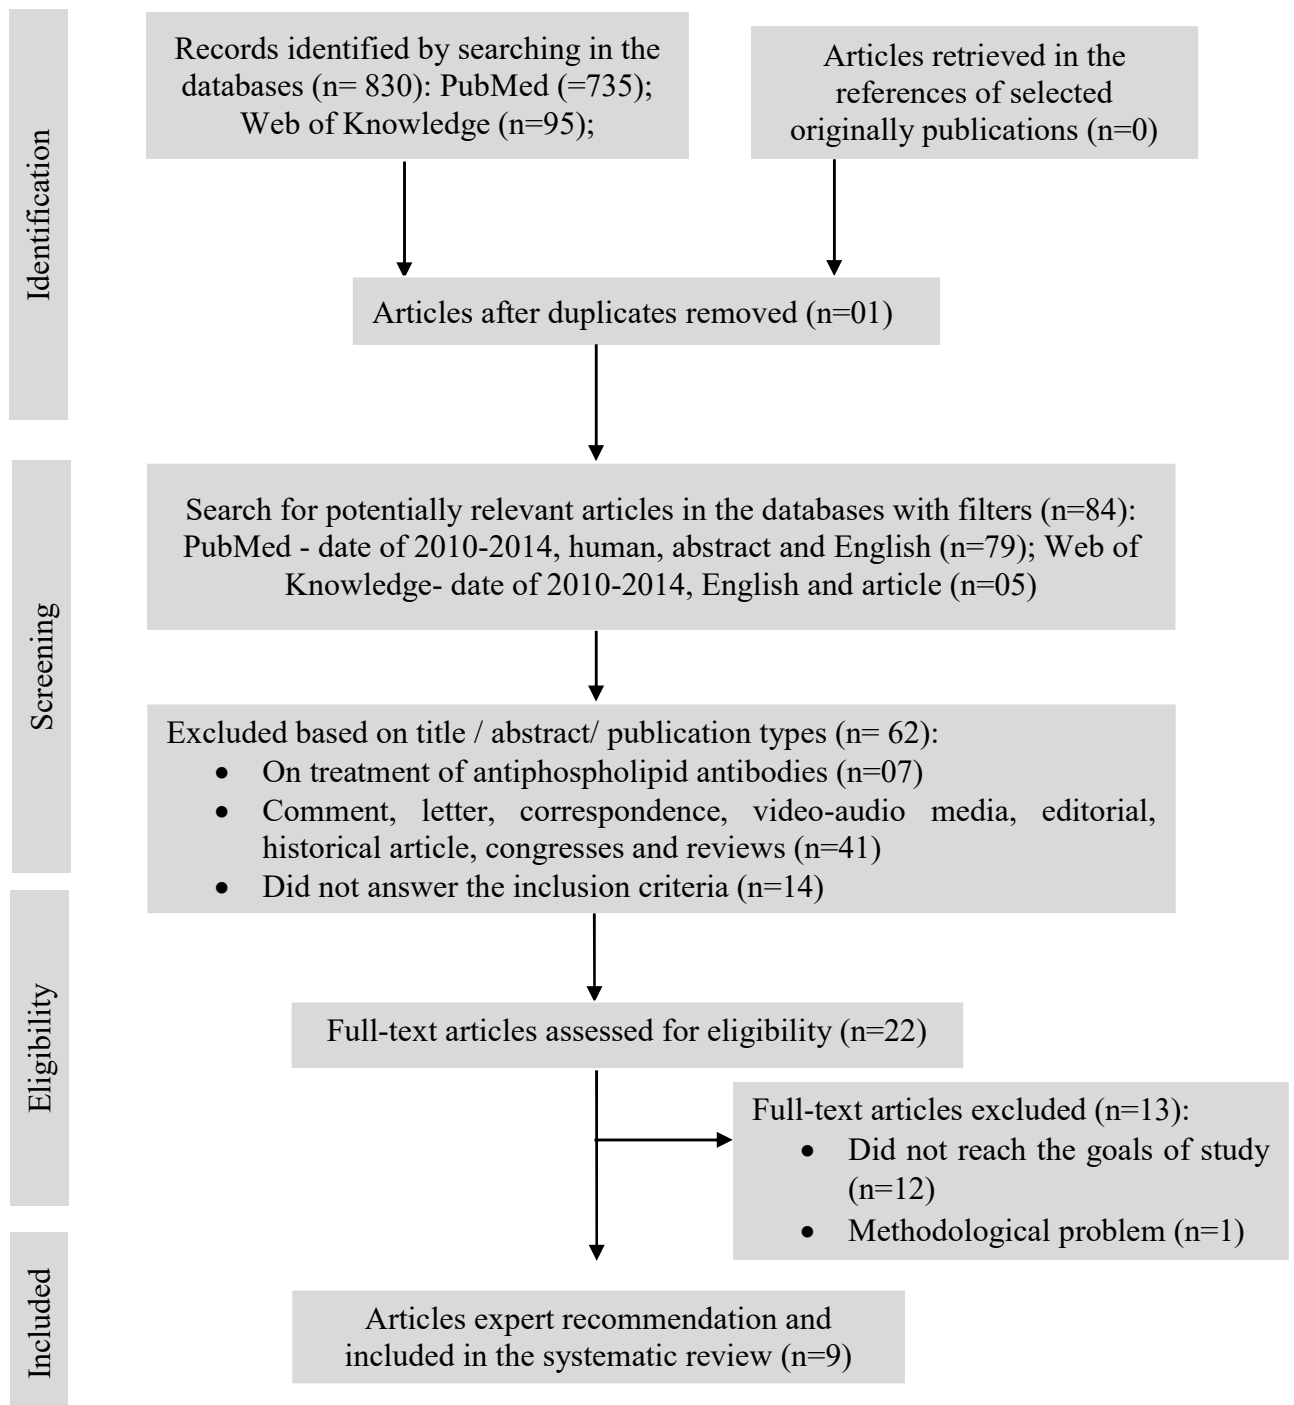 Identification
Records identified by searching in the
databases (n= 830): PubMed (=735);
Web of Knowledge (n=95);
Articles retrieved in the
references of selected
originally publications (n=0)
Articles after duplicates removed (n=01)
Screening
Search for potentially relevant articles in the databases with filters (n=84):
PubMed - date of 2010-2014, human, abstract and English (n=79); Web of
Knowledge- date of 2010-2014, English and article (n=05)
Excluded based on title / abstract/ publication types (n= 62):
• On treatment of antiphospholipid antibodies (n=07)
• Comment, letter, correspondence, video-audio media, editorial,
historical article, congresses and reviews (n=41)
• Did not answer the inclusion criteria (n=14)
Eligibility
Full-text articles assessed for eligibility (n=22)
Full-text articles excluded (n=13):
• Did not reach the goals of study
(n=12)
• Methodological problem (n=1)
Included
Articles expert recommendation and
included in the systematic review (n=9)